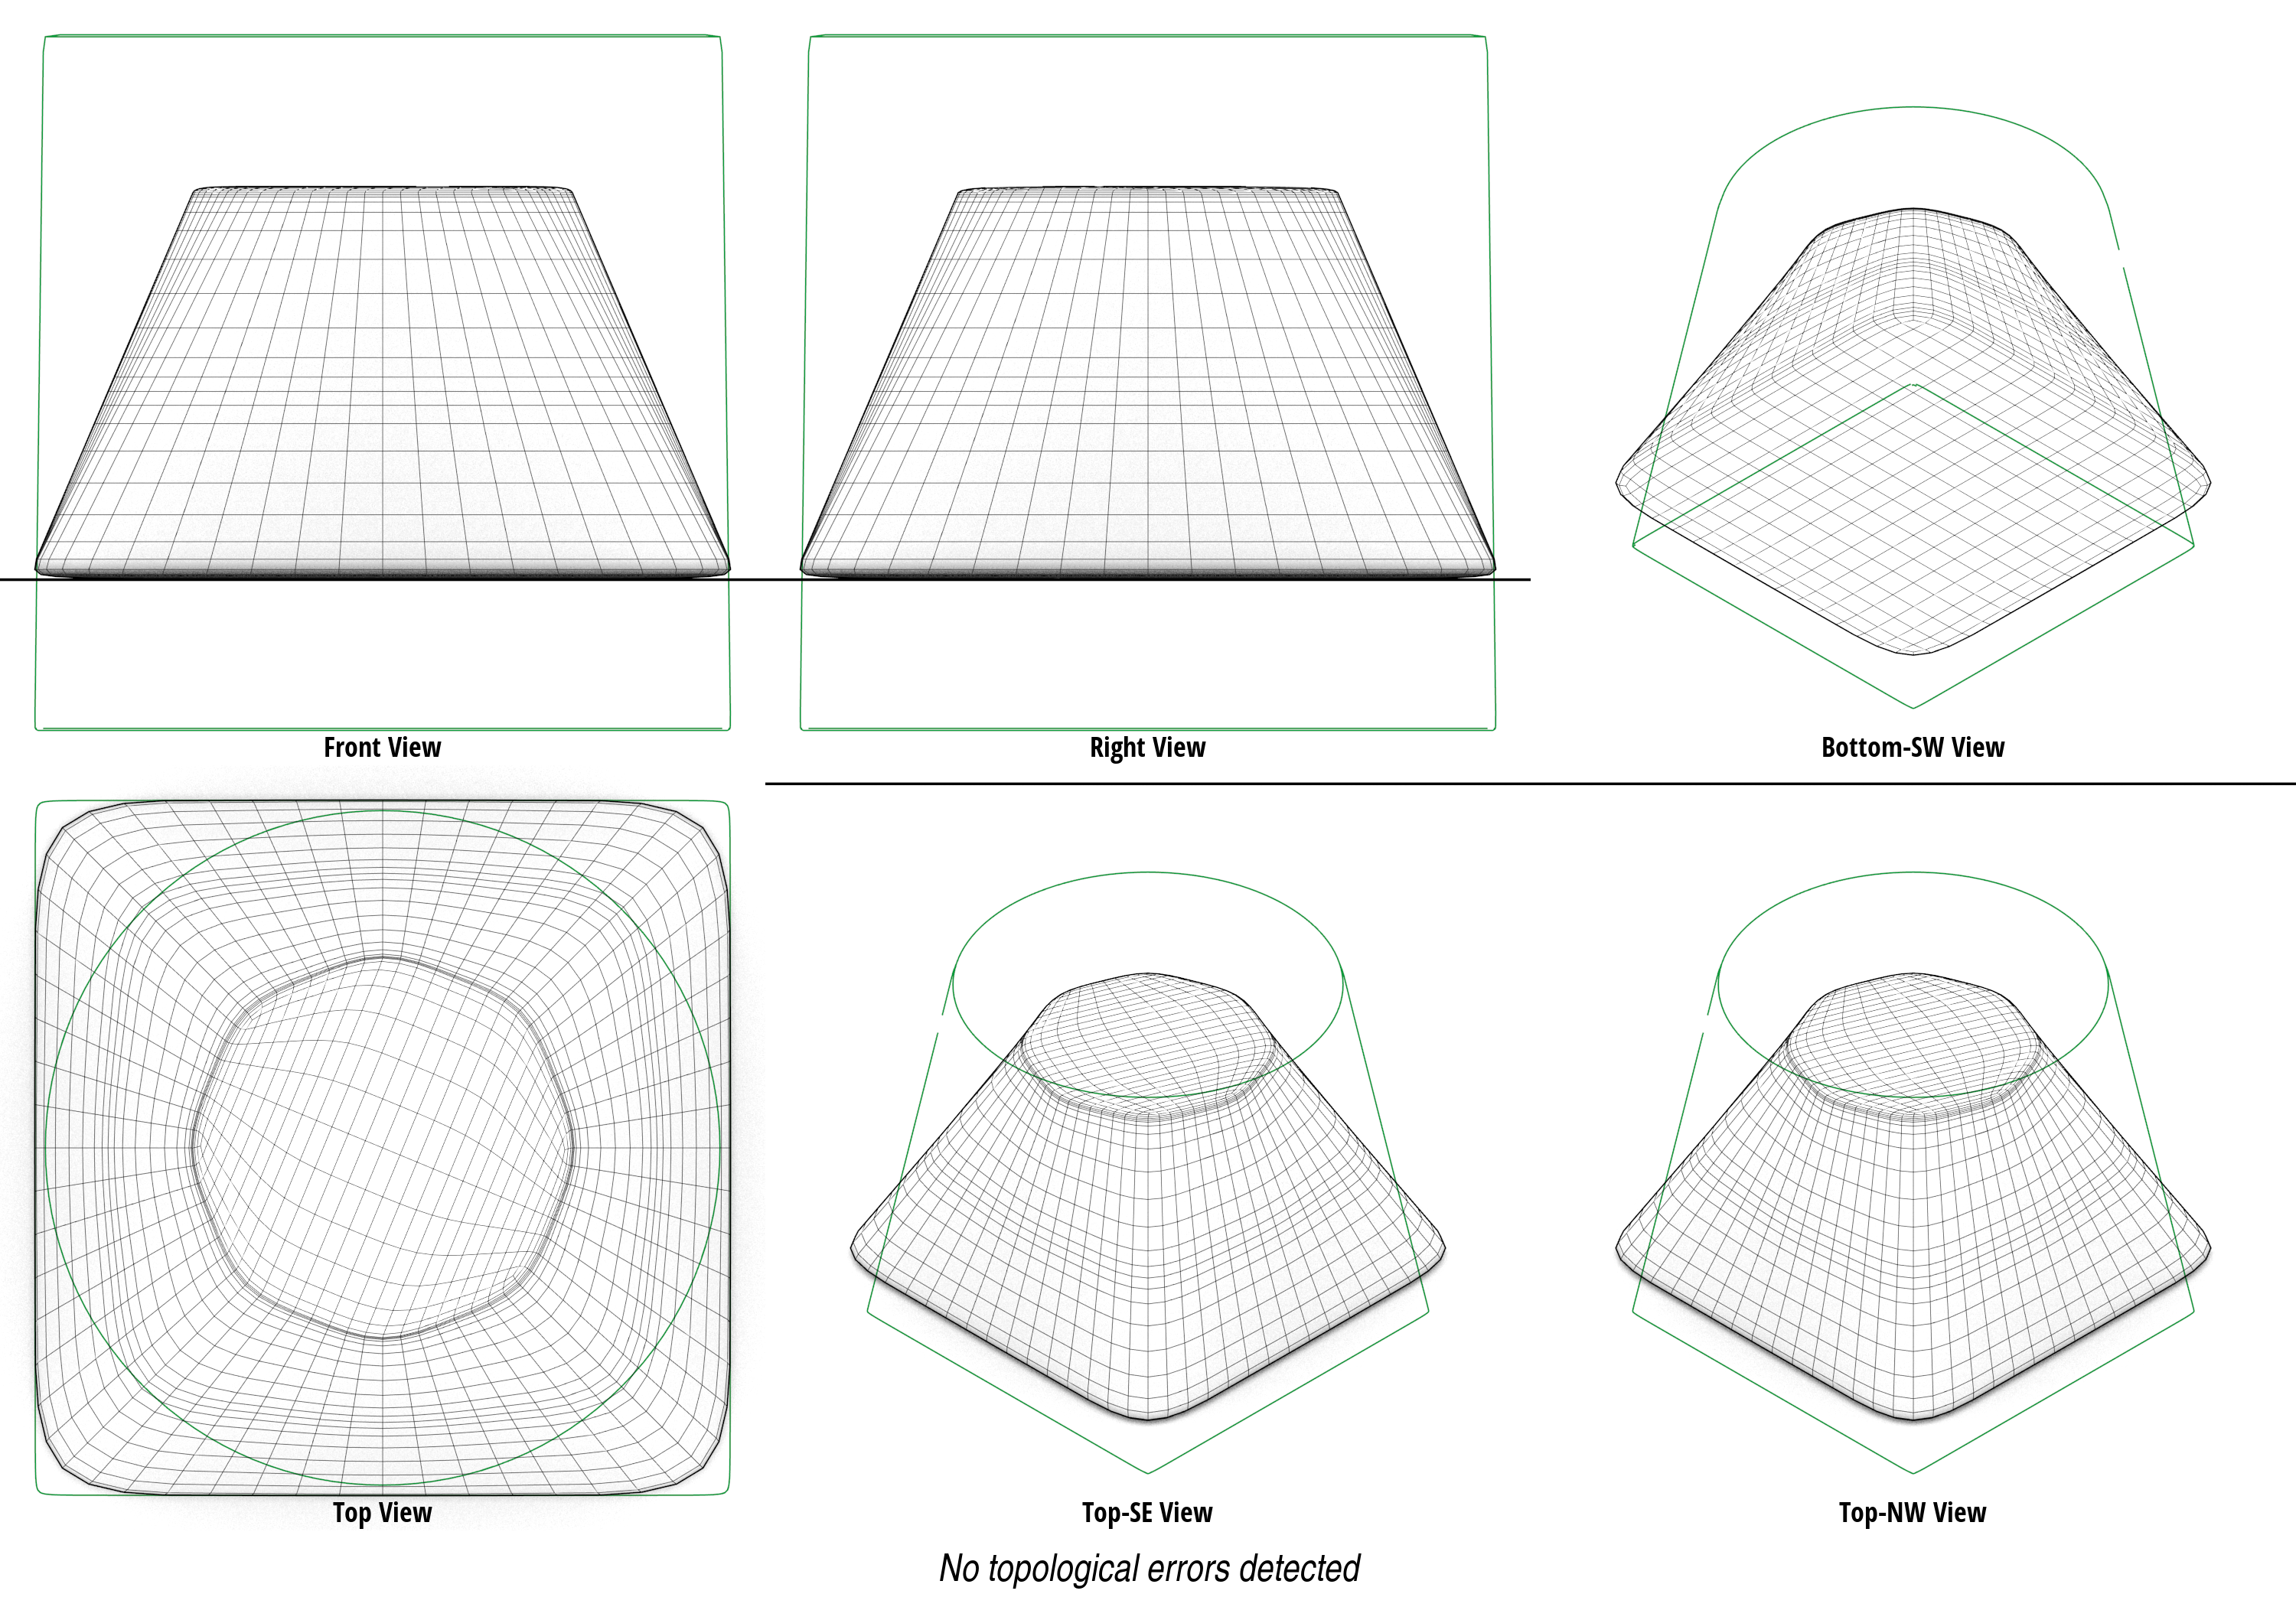 Front View
Right View
Bottom-SW View
Top View
Top-SE View
Top-NW View
No topological errors detected